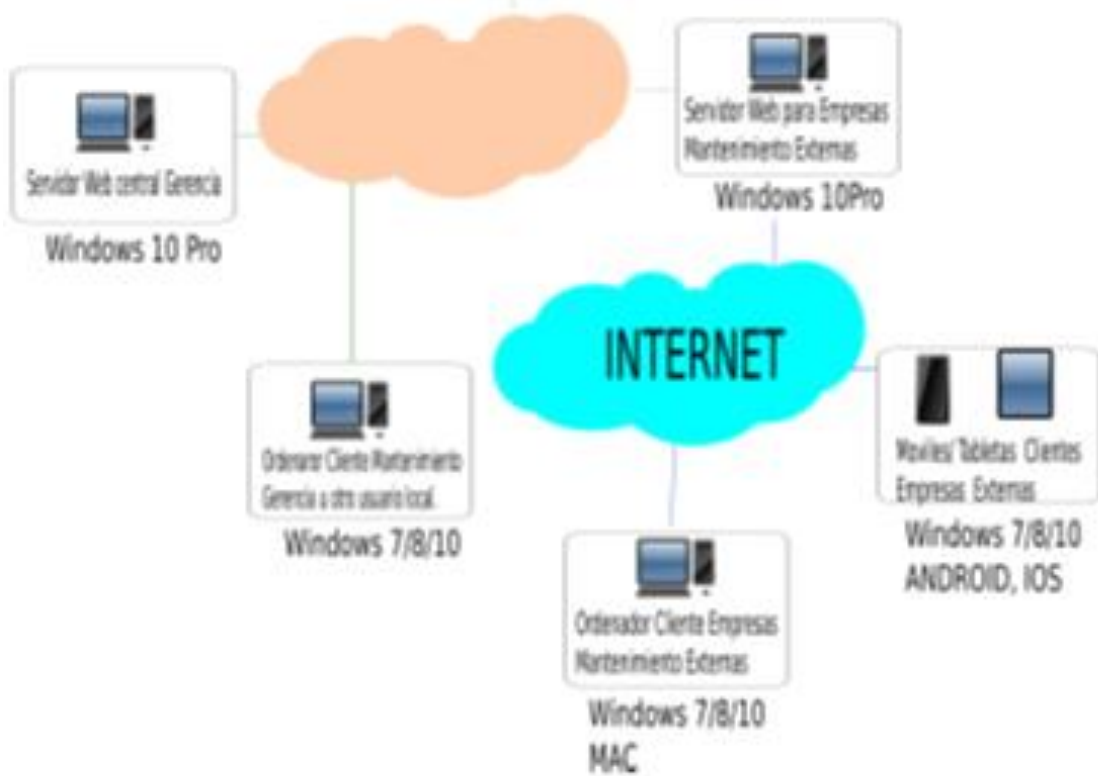 Servidor Web para Empresas
Mantenimiento Externas
Windows 10Pro
Servidor Web central Gerencia
Windows 10 Pro
INTERNET
Ordenaror Cliente Mantenimiento
Gerencia u otro usuario local.
Windows 7/8/10
Moviles/Tabletas Clientes
Empresas Externas
Windows 7/8/10
ANDROID, IOS
Ordenador Cliente Empresas
Mantenimiento Externas
Windows 7/8/10
MAC